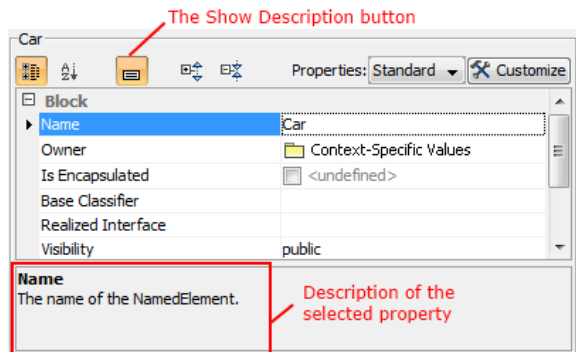 The Show Description button
Car
Properties: Standard Customize
Block
Name Car
Owner Context-Specific Values
Is Encapsulated <undefined>
Base Classifier
Realized Interface
Visibility public
Name
The name of the NamedElement.
Description of the
selected property